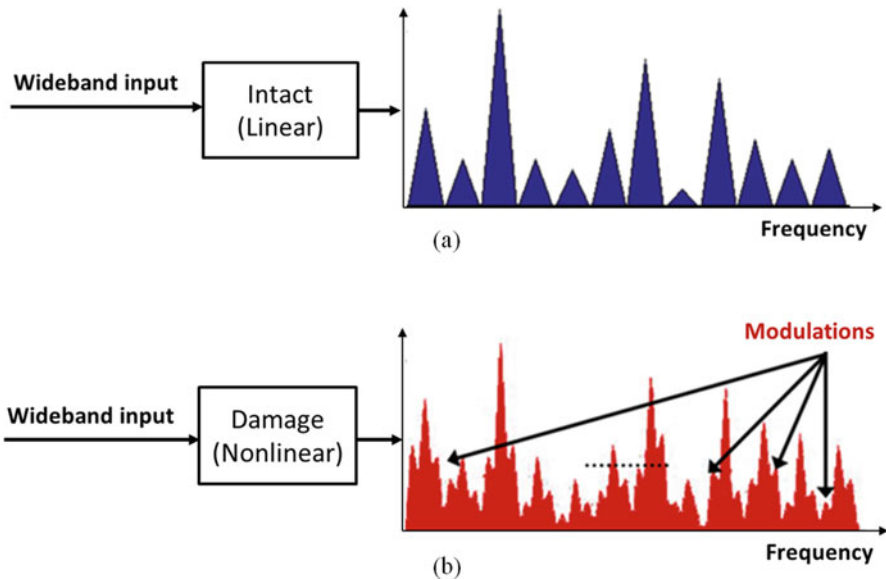 Wideband input
Intact
(Linear)
Frequency
(a)
Modulations
Wideband input
Damage
(Nonlinear)
Frequency
(b)